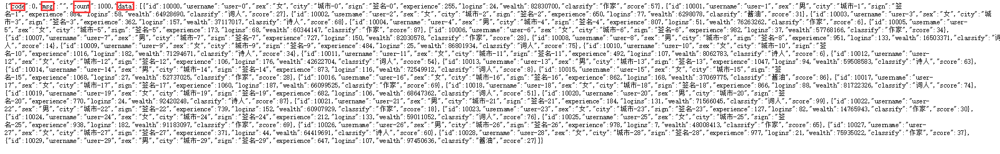 {"code":0,"msg":"","count":1000,"data":[{"id":10000,"username":"user-0","sex":"女","city":"城市-0","sign":"签名-0","experience":255,"logins":24,"wealth":82830700,"classify":"作家","score":57},{"id":10001,"username":"user-1","sex":"男","city":"城市-1","sign":"签
名-1","experience":884,"logins":58,"wealth":64928690,"classify":"词人","score":27},{"id":10002,"username":"user-2","sex":"女","city":"城市-2","sign":"签名-2","experience":650,"logins":77,"wealth":6298078,"classify":"酱油","score":31},{"id":10003,"username":"user-3","sex":"女","city":"城
市-3","sign":"签名-3","experience":362,"logins":157,"wealth":37117017,"classify":"诗人","score":68},{"id":10004,"username":"user-4","sex":"男","city":"城市-4","sign":"签名-4","experience":807,"logins":51,"wealth":76263262,"classify":"作家","score":6},{"id":10005,"username":"user-
5","sex":"女","city":"城市-5","sign":"签名-5","experience":173,"logins":68,"wealth":60344147,"classify":"作家","score":87},{"id":10006,"username":"user-6","sex":"女","city":"城市-6","sign":"签名-6","experience":982,"logins":37,"wealth":57768166,"classify":"作家","score":34},
{"id":10007,"username":"user-7","sex":"男","city":"城市-7","sign":"签名-7","experience":727,"logins":150,"wealth":82030578,"classify":"作家","score":28},{"id":10008,"username":"user-8","sex":"男","city":"城市-8","sign":"签名-8","experience":951,"logins":133,"wealth":16503371,"classify":"词
人","score":14},{"id":10009,"username":"user-9","sex":"女","city":"城市-9","sign":"签名-9","experience":484,"logins":25,"wealth":86801934,"classify":"词人","score":75},{"id":10010,"username":"user-10","sex":"女","city":"城市-10","sign":"签
名-10","experience":1016,"logins":182,"wealth":71294671,"classify":"诗人","score":34},{"id":10011,"username":"user-11","sex":"女","city":"城市-11","sign":"签名-11","experience":492,"logins":107,"wealth":8062783,"classify":"诗人","score":6},{"id":10012,"username":"user-
12","sex":"女","city":"城市-12","sign":"签名-12","experience":106,"logins":176,"wealth":42622704,"classify":"词人","score":54},{"id":10013,"username":"user-13","sex":"男","city":"城市-13","sign":"签名-13","experience":1047,"logins":94,"wealth":59508583,"classify":"诗人","score":63},
{"id":10014,"username":"user-14","sex":"男","city":"城市-14","sign":"签名-14","experience":873,"logins":116,"wealth":72549912,"classify":"词人","score":8},{"id":10015,"username":"user-15","sex":"女","city":"城市-15","sign":"签
名-15","experience":1068,"logins":27,"wealth":52737025,"classify":"作家","score":28},{"id":10016,"username":"user-16","sex":"女","city":"城市-16","sign":"签名-16","experience":862,"logins":168,"wealth":37069775,"classify":"酱油","score":86},{"id":10017,"username":"user-
17","sex":"女","city":"城市-17","sign":"签名-17","experience":1060,"logins":187,"wealth":66099525,"classify":"作家","score":69},{"id":10018,"username":"user-18","sex":"女","city":"城市-18","sign":"签名-18","experience":866,"logins":88,"wealth":81722326,"classify":"词人","score":74},
{"id":10019,"username":"user-19","sex":"女","city":"城市-19","sign":"签名-19","experience":682,"logins":106,"wealth":68647362,"classify":"词人","score":51},{"id":10020,"username":"user-20","sex":"男","city":"城市-20","sign":"签
名-20","experience":770,"logins":24,"wealth":92420248,"classify":"诗人","score":87},{"id":10021,"username":"user-21","sex":"男","city":"城市-21","sign":"签名-21","experience":184,"logins":131,"wealth":71566045,"classify":"词人","score":99},{"id":10022,"username":"user-
22","sex":"男","city":"城市-22","sign":"签名-22","experience":739,"logins":152,"wealth":60907929,"classify":"作家","score":18},{"id":10023,"username":"user-23","sex":"女","city":"城市-23","sign":"签名-23","experience":127,"logins":82,"wealth":14765943,"classify":"作家","score":30},
{"id":10024,"username":"user-24","sex":"女","city":"城市-24","sign":"签名-24","experience":212,"logins":133,"wealth":59011052,"classify":"词人","score":76},{"id":10025,"username":"user-25","sex":"女","city":"城市-25","sign":"签
名-25","experience":938,"logins":182,"wealth":91183097,"classify":"作家","score":69},{"id":10026,"username":"user-26","sex":"男","city":"城市-26","sign":"签名-26","experience":978,"logins":7,"wealth":48008413,"classify":"作家","score":65},{"id":10027,"username":"user-
27","sex":"女","city":"城市-27","sign":"签名-27","experience":371,"logins":44,"wealth":64419691,"classify":"诗人","score":60},{"id":10028,"username":"user-28","sex":"女","city":"城市-28","sign":"签名-28","experience":977,"logins":21,"wealth":75935022,"classify":"作家","score":37},
{"id":10029,"username":"user-29","sex":"男","city":"城市-29","sign":"签名-29","experience":647,"logins":107,"wealth":97450636,"classify":"酱油","score":27}]}